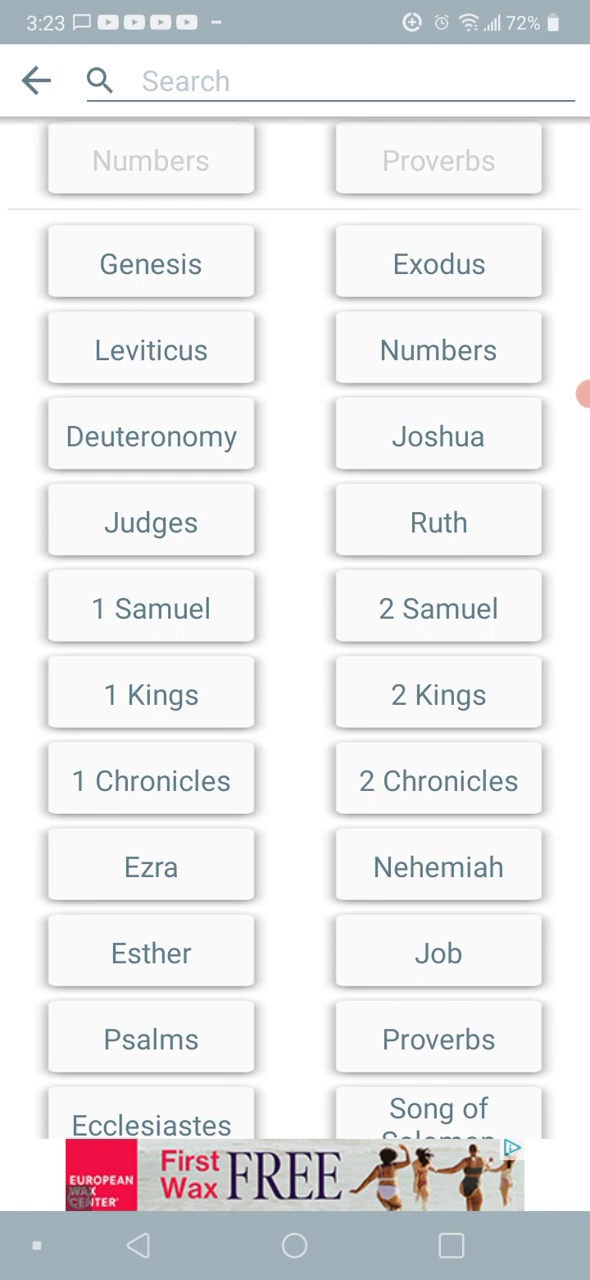 3:23
72%
Search
Numbers
Proverbs
Genesis
Exodus
Leviticus
Numbers
Deuteronomy
Joshua
Judges
Ruth
1 Samuel
2 Samuel
1 Kings
2 Kings
1 Chronicles
2 Chronicles
Ezra
Nehemiah
Esther
Job
Psalms
Proverbs
Ecclesiastes
Song of
Solomon
EUROPEAN
WAX
CENTER
First
Wax
FREE